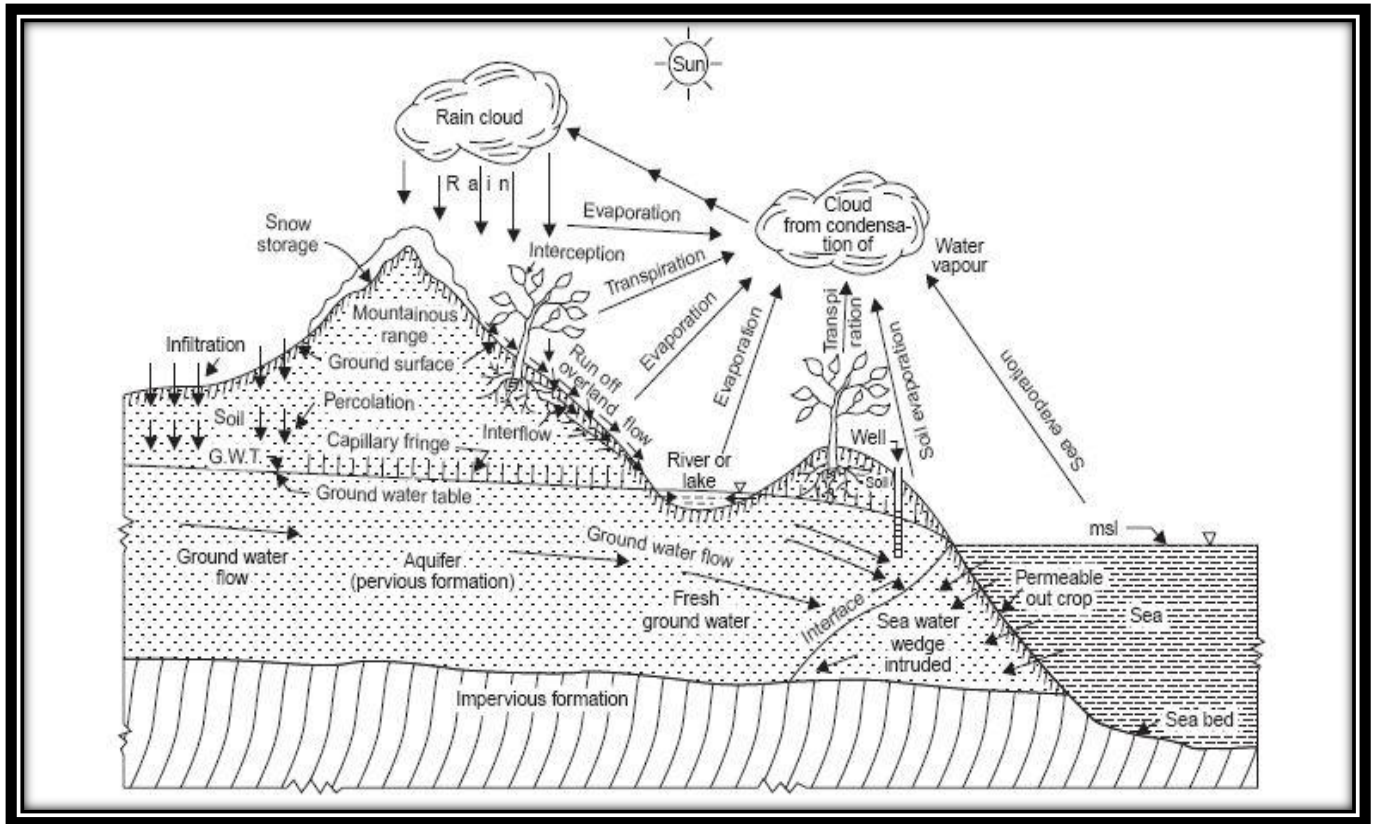 Sun
Rain cloud
Rain
Cloud
from condensa-
tion of
Water
vapour
Snow
storage
Evaporation
Interception
Transpiration
Evaporation
Evaporation
Transpi
ration
Soil evaporation
Sea evaporation
Mountainous
range
Infiltration
Ground surface
Run off
overland flow
Soil
Percolation
Interflow
Capillary fringe
G.W.T.
Ground water table
River or
lake
Well
Soil
msl
Ground water
flow
Aquifer
(pervious formation)
Ground water flow
Fresh
ground water
Interface
Sea water
wedge
intruded
Permeable
out crop
Sea
Impervious formation
Sea bed